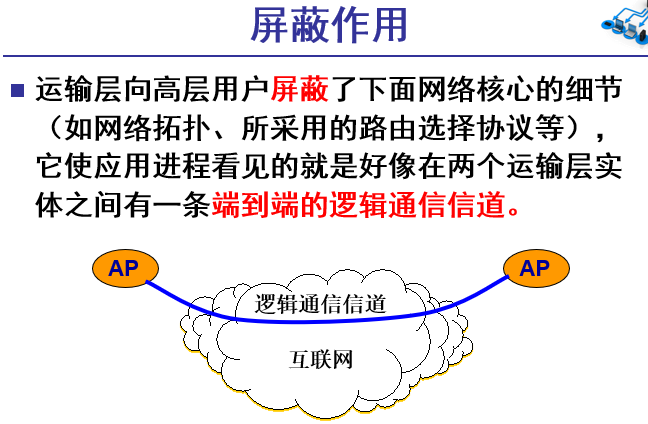 屏蔽作用
运输层向高层用户屏蔽了下面网络核心的细节
（如网络拓扑、所采用的路由选择协议等），
它使应用进程看见的就是好像在两个运输层实
体之间有一条端到端的逻辑通信信道。
AP
AP
逻辑通信信道
互联网